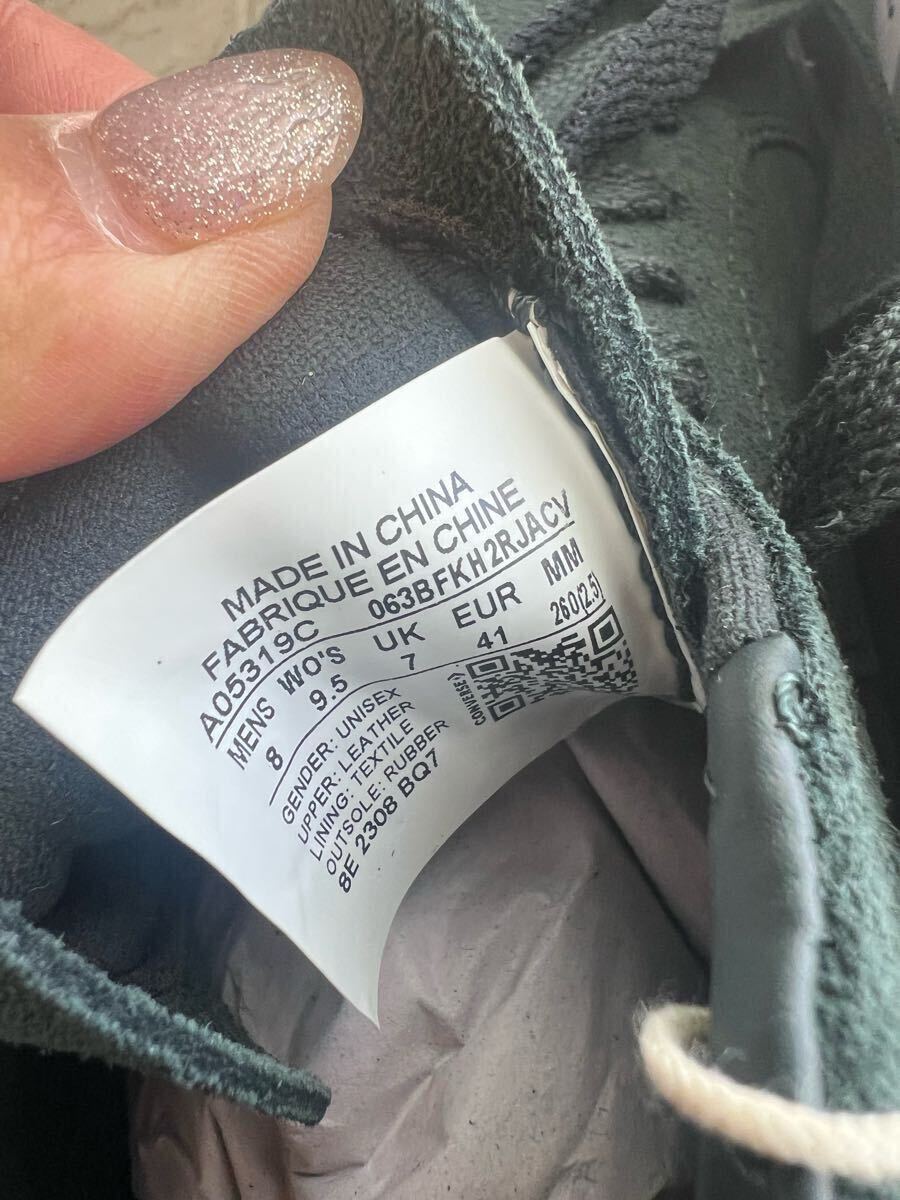 MADE IN CHINA
FABRIQUE EN CHINE
A05319C 063BFKH2RJACV
MENS WO'S UK EUR MM
8 9.5 7 41 260(2.5)
GENDER: UNISEX
UPPER: LEATHER
LINING: TEXTILE
OUTSOLE: RUBBER
8E 2308 BQ7
CONVERSE>